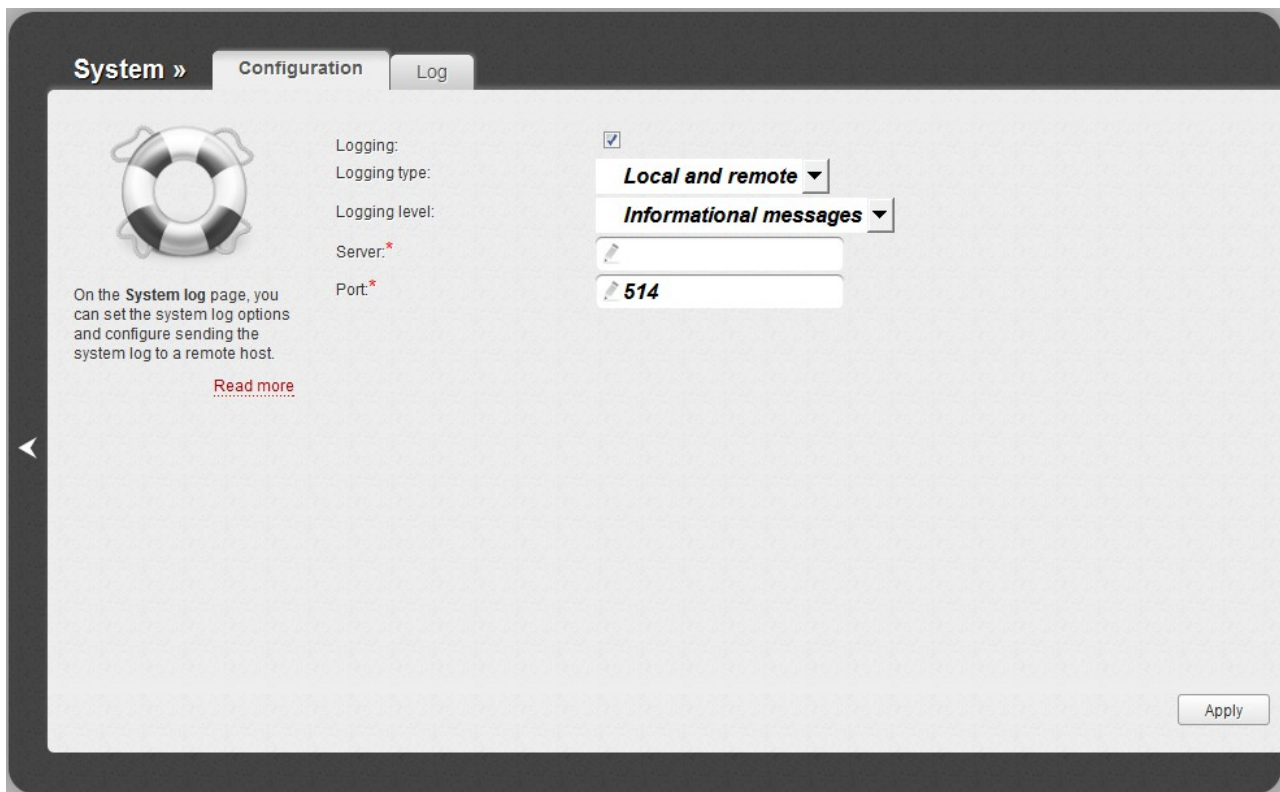 System »
Configuration
Log
Logging:
Logging type:
Local and remote
Logging level:
Informational messages
Server:*
Port:*
514
On the System log page, you
can set the system log options
and configure sending the
system log to a remote host.
Read more
Apply